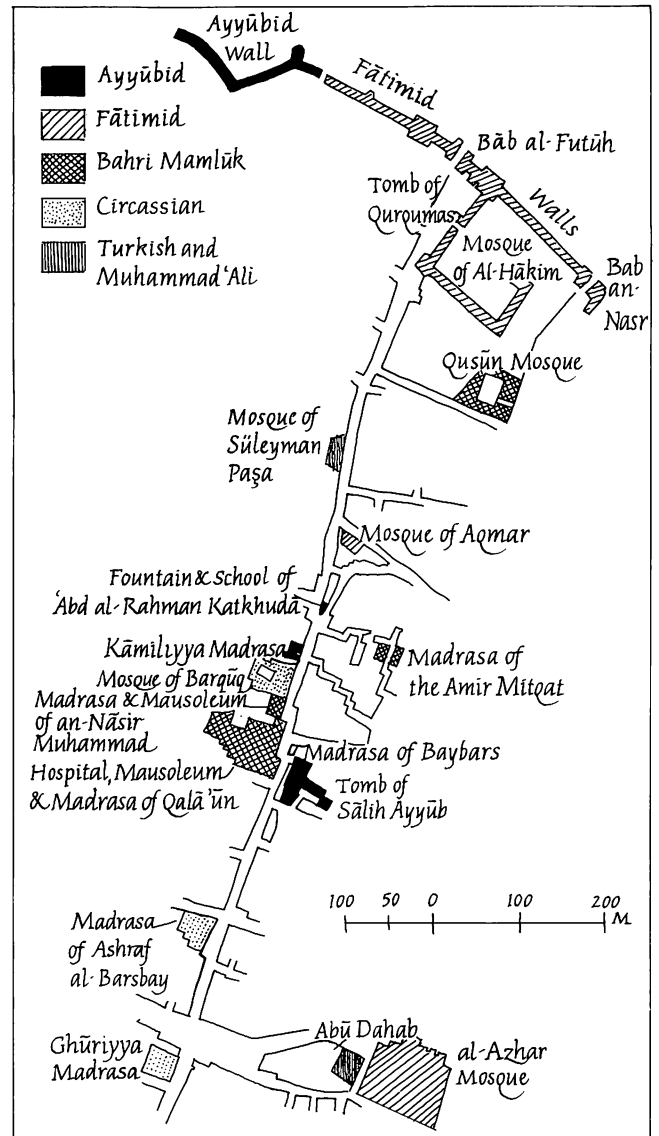 Ayyūbid
Wall
Ayyūbid
Fātimid
Bahri Mamlūk
Circassian
Turkish and
Muhammad ‘Ali
Fātimid
Bāb al-Futūh
Walls
Tomb of
Qurqumas
Mosque
of Al-Hākim
Bab
an-
Nasr
Qusūn Mosque
Mosque of
Süleyman
Paşa
Mosque of Aqmar
Fountain & School of
‘Abd al-Rahman Katkhudā
Kāmiliyya Madrasa
Mosque of Barqūq
Madrasa of
the Amir Mitqat
Madrasa & Mausoleum
of an-Nāsir
Muhammad
Madrasa of Baybars
Hospital, Mausoleum
& Madrasa of Qalā’ūn
Tomb of
Sālih Ayyūb
100 50 0 100 200
M
Madrasa
of Ashraf
al-Barsbay
Ghūriyya
Madrasa
Abū Dahab
al-Azhar
Mosque